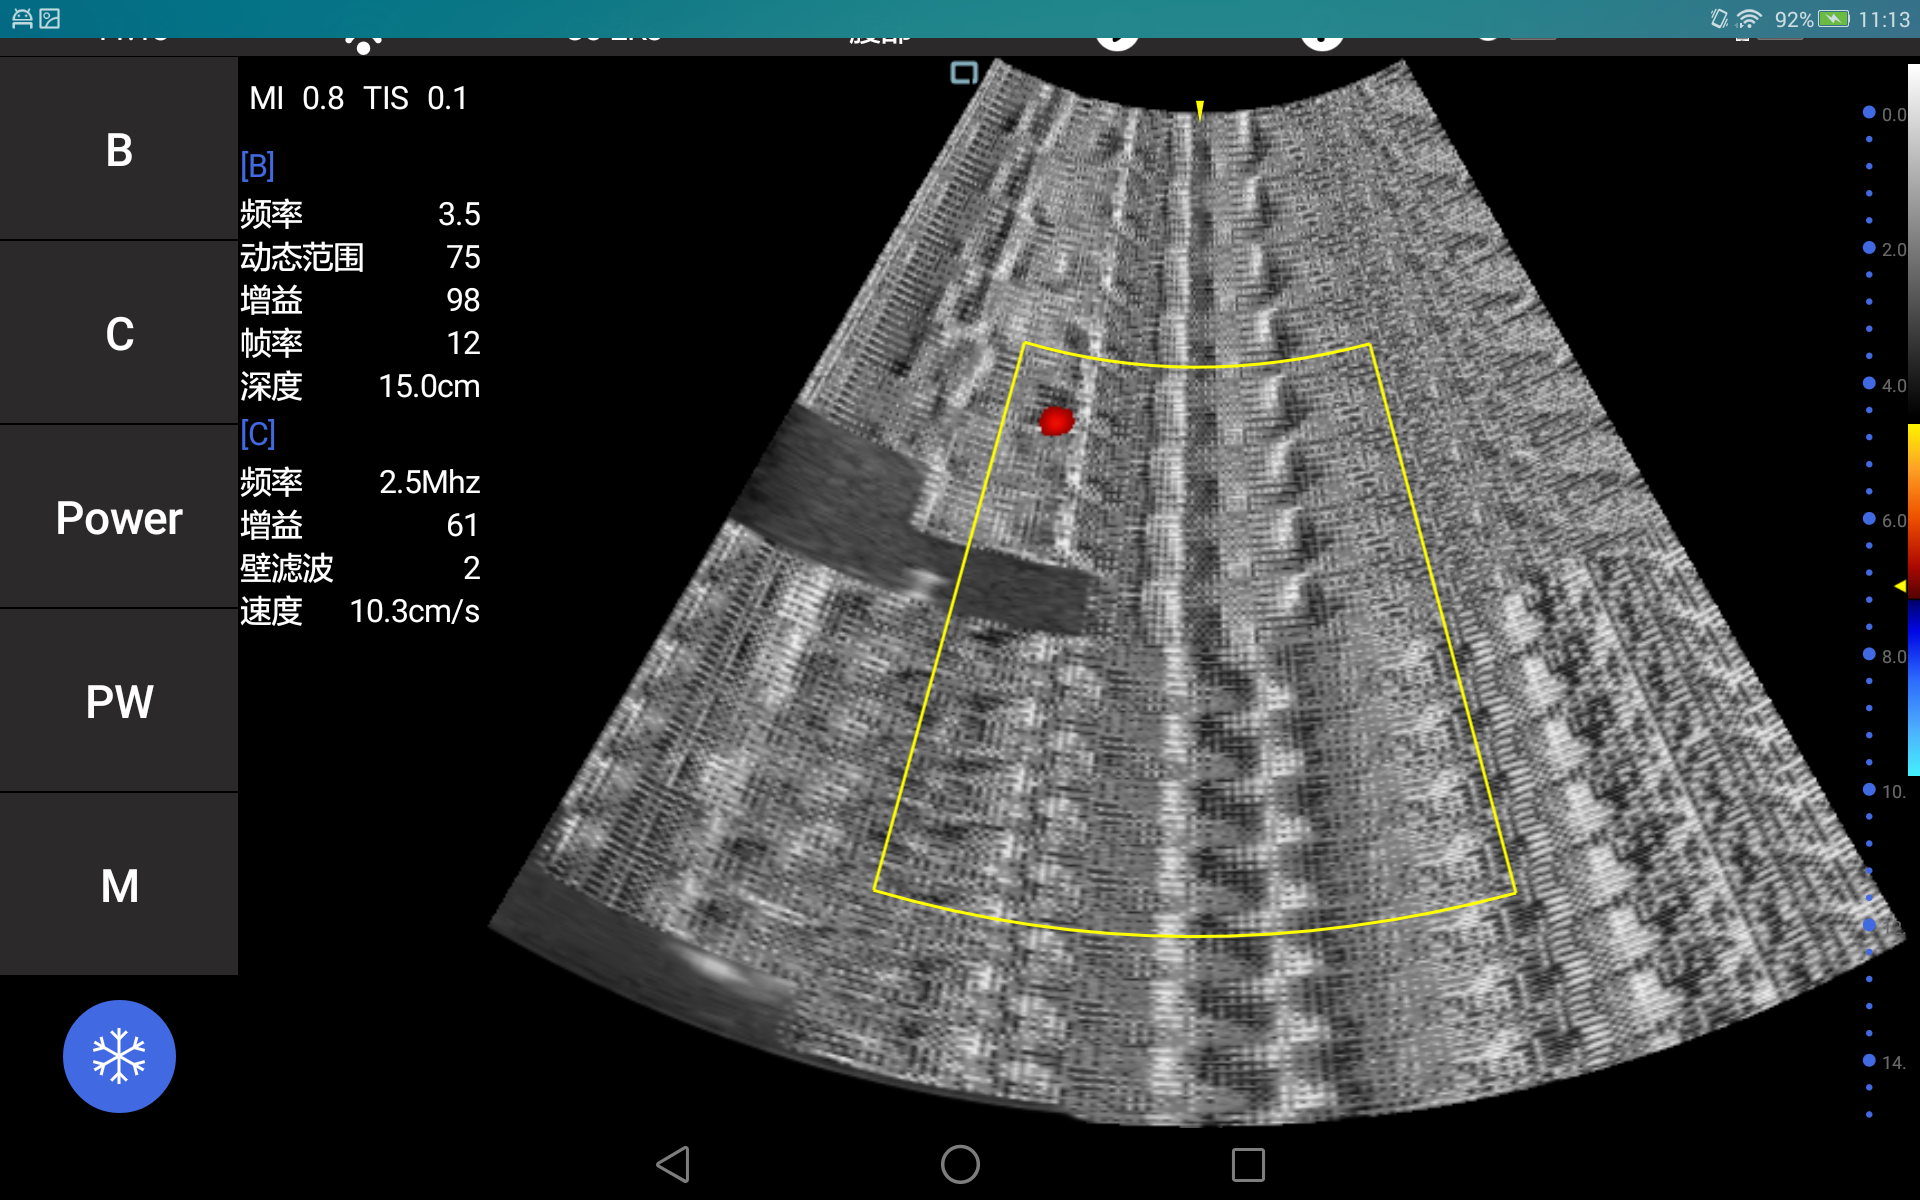 92% 11:13
腹部
MI 0.8 TIS 0.1
[B]
频率 3.5
动态范围 75
增益 98
帧率 12
深度 15.0cm
[C]
频率 2.5Mhz
增益 61
壁滤波 2
速度 10.3cm/s
B
C
Power
PW
M
0.0
2.0
4.0
6.0
8.0
10.
14.